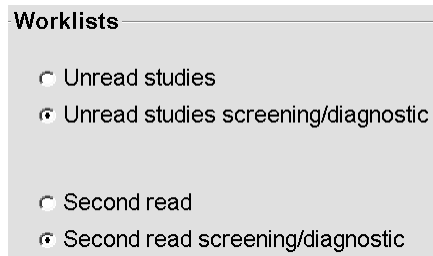 Worklists
Unread studies
Unread studies screening/diagnostic
Second read
Second read screening/diagnostic